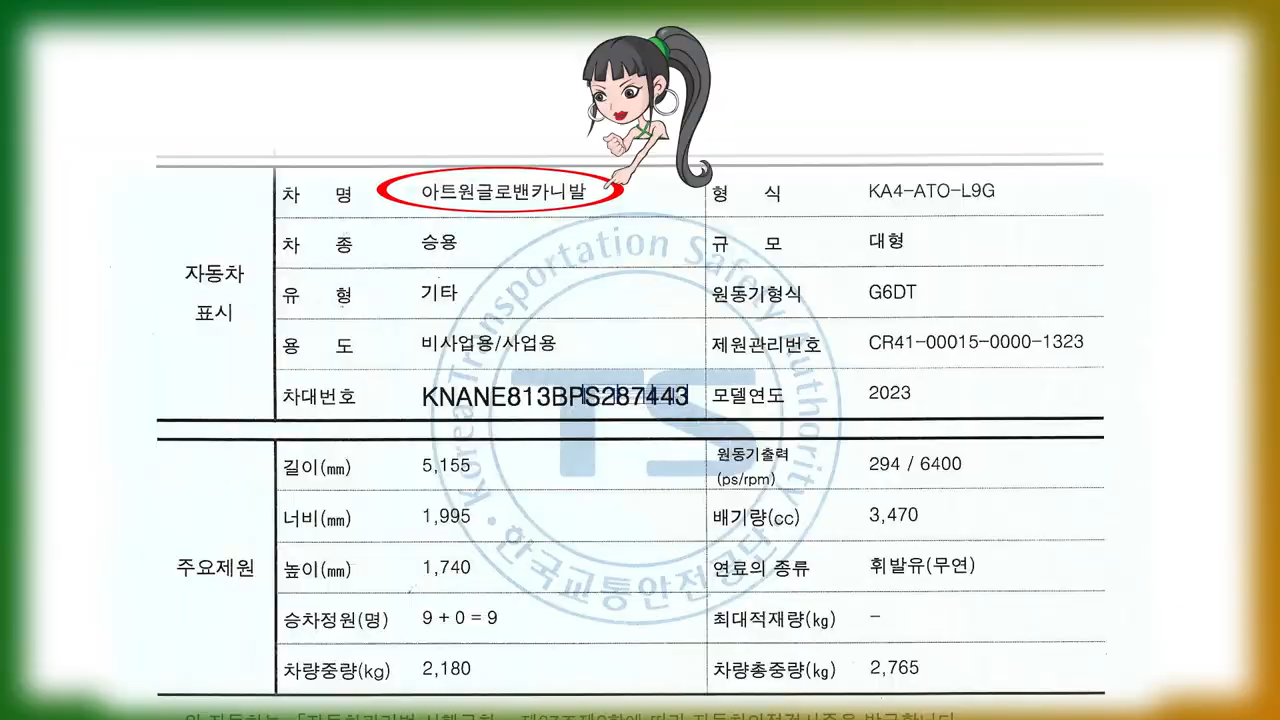 차 명 아트원글로밴카니발 형 식 KA4-ATO-L9G
차 종 승용 규 모 대형
자동차
표시
유 형 기타 원동기형식 G6DT
용 도 비사업용/사업용 제원관리번호 CR41-00015-0000-1323
차대번호 KNANE813BPS287443 모델연도 2023
길이(mm) 5,155 원동기출력 (ps/rpm) 294 / 6400
너비(mm) 1,995 배기량(cc) 3,470
주요제원 높이(mm) 1,740 연료의 종류 휘발유(무연)
승차정원(명) 9 + 0 = 9 최대적재량(kg) -
차량중량(kg) 2,180 차량총중량(kg) 2,765
Korea Transportation Safety Authority
TS
한국교통안전공단